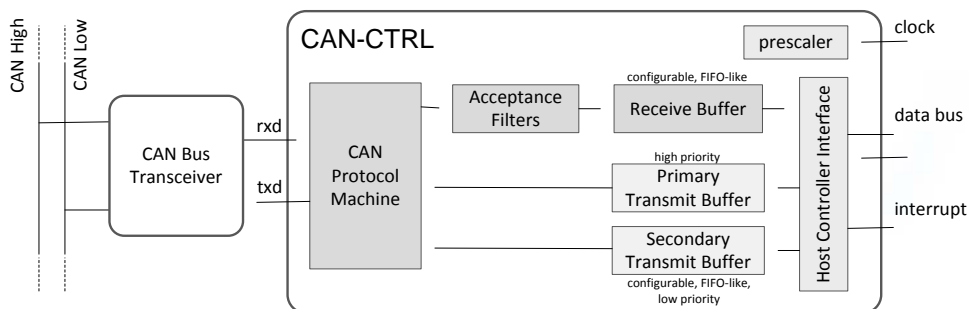 CAN High
CAN Low
CAN-CTRL
prescaler
clock
configurable, FIFO-like
Acceptance
Filters
Receive Buffer
Host Controller Interface
data bus
rxd
CAN Bus
Transceiver
CAN
Protocol
Machine
high priority
Primary
Transmit Buffer
txd
interrupt
Secondary
Transmit Buffer
configurable, FIFO-like,
low priority